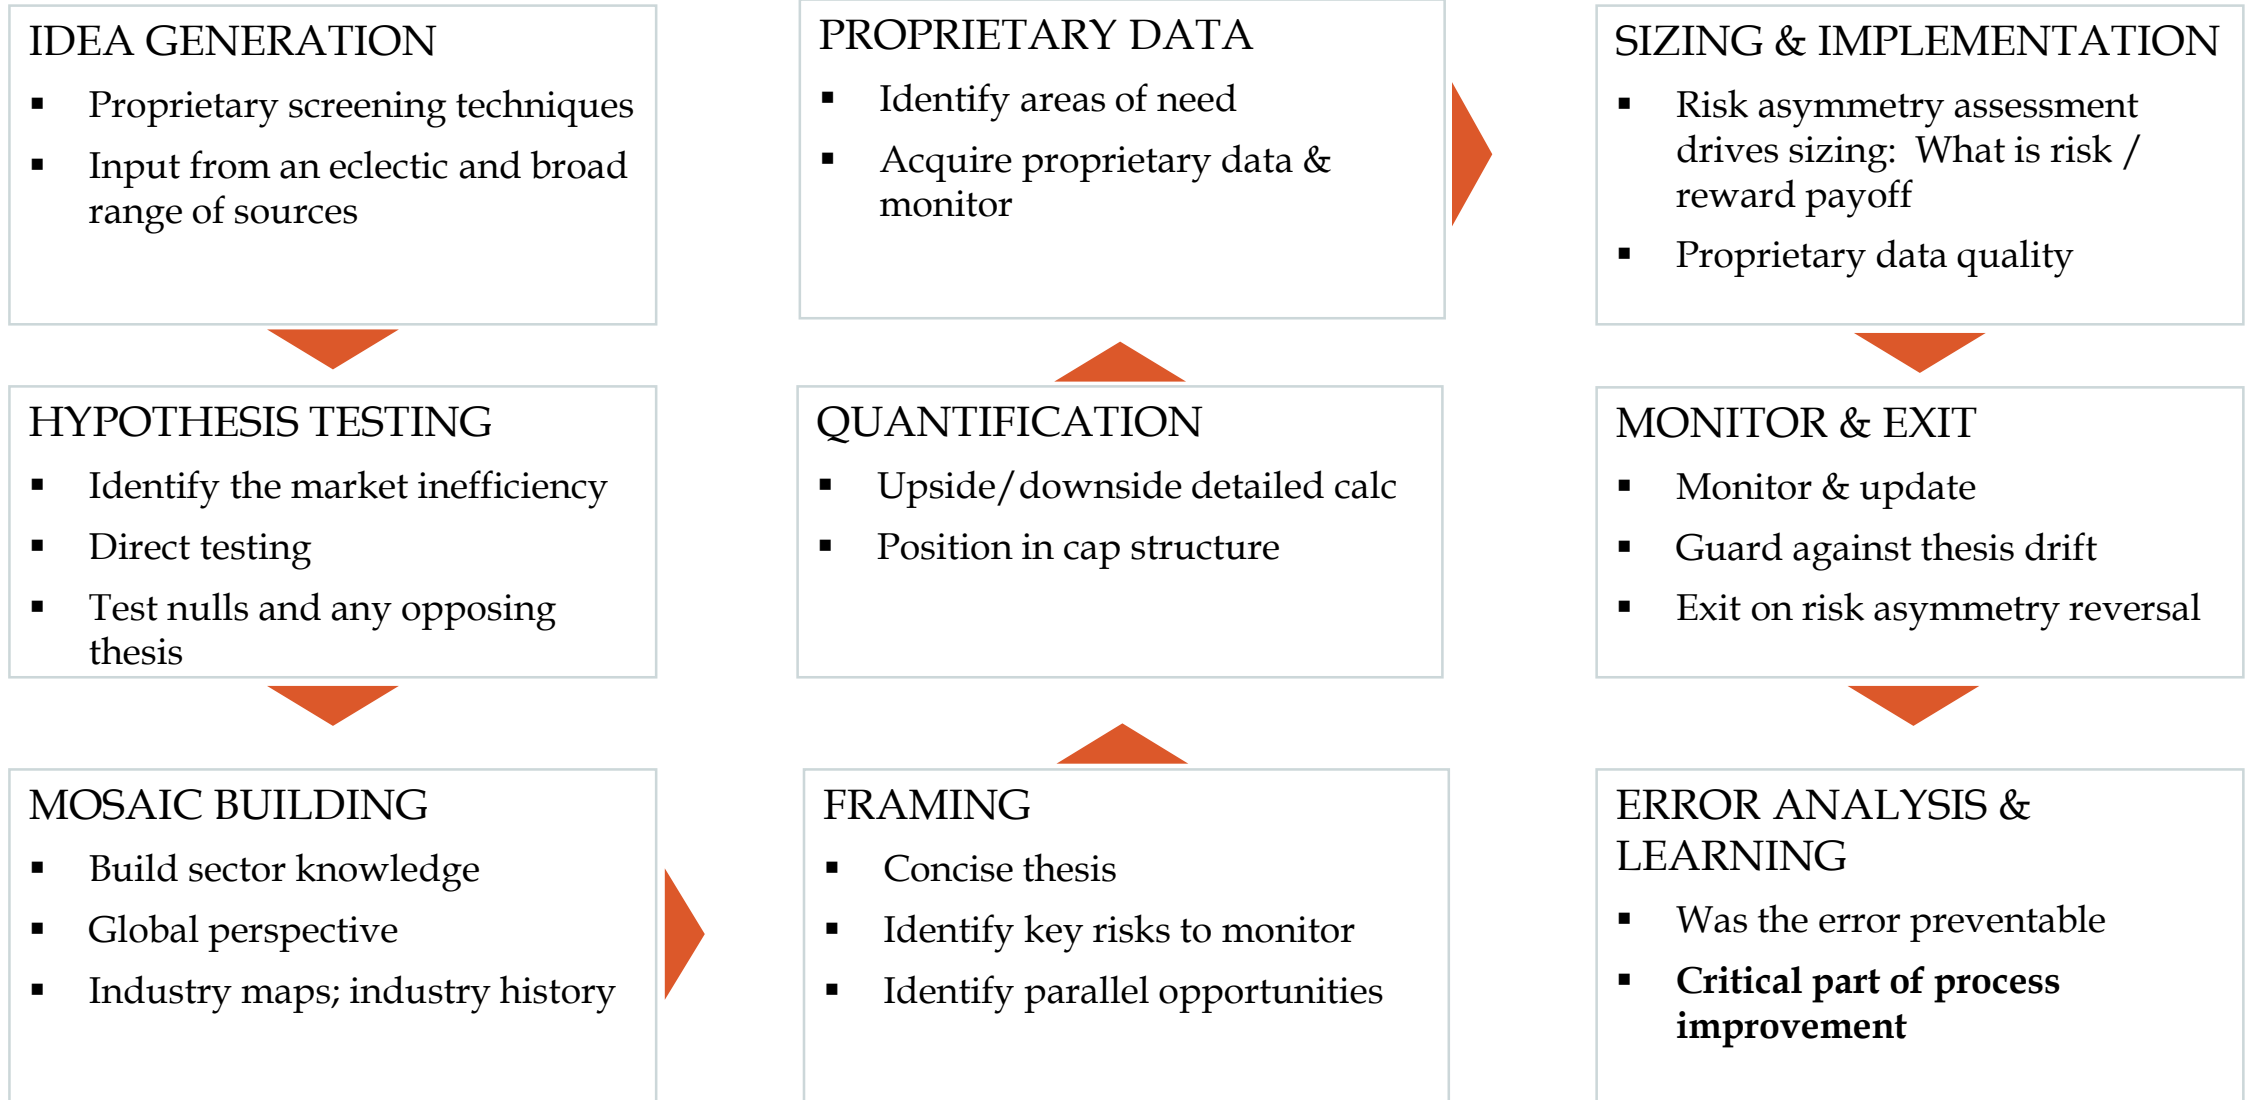 IDEA GENERATION
▪ Proprietary screening techniques
▪ Input from an eclectic and broad
range of sources
HYPOTHESIS TESTING
▪ Identify the market inefficiency
▪ Direct testing
▪ Test nulls and any opposing
thesis
MOSAIC BUILDING
▪ Build sector knowledge
▪ Global perspective
▪ Industry maps; industry history
FRAMING
▪ Concise thesis
▪ Identify key risks to monitor
▪ Identify parallel opportunities
QUANTIFICATION
▪ Upside/downside detailed calc
▪ Position in cap structure
PROPRIETARY DATA
▪ Identify areas of need
▪ Acquire proprietary data &
monitor
SIZING & IMPLEMENTATION
▪ Risk asymmetry assessment
drives sizing: What is risk /
reward payoff
▪ Proprietary data quality
MONITOR & EXIT
▪ Monitor & update
▪ Guard against thesis drift
▪ Exit on risk asymmetry reversal
ERROR ANALYSIS &
LEARNING
▪ Was the error preventable
▪ Critical part of process
improvement